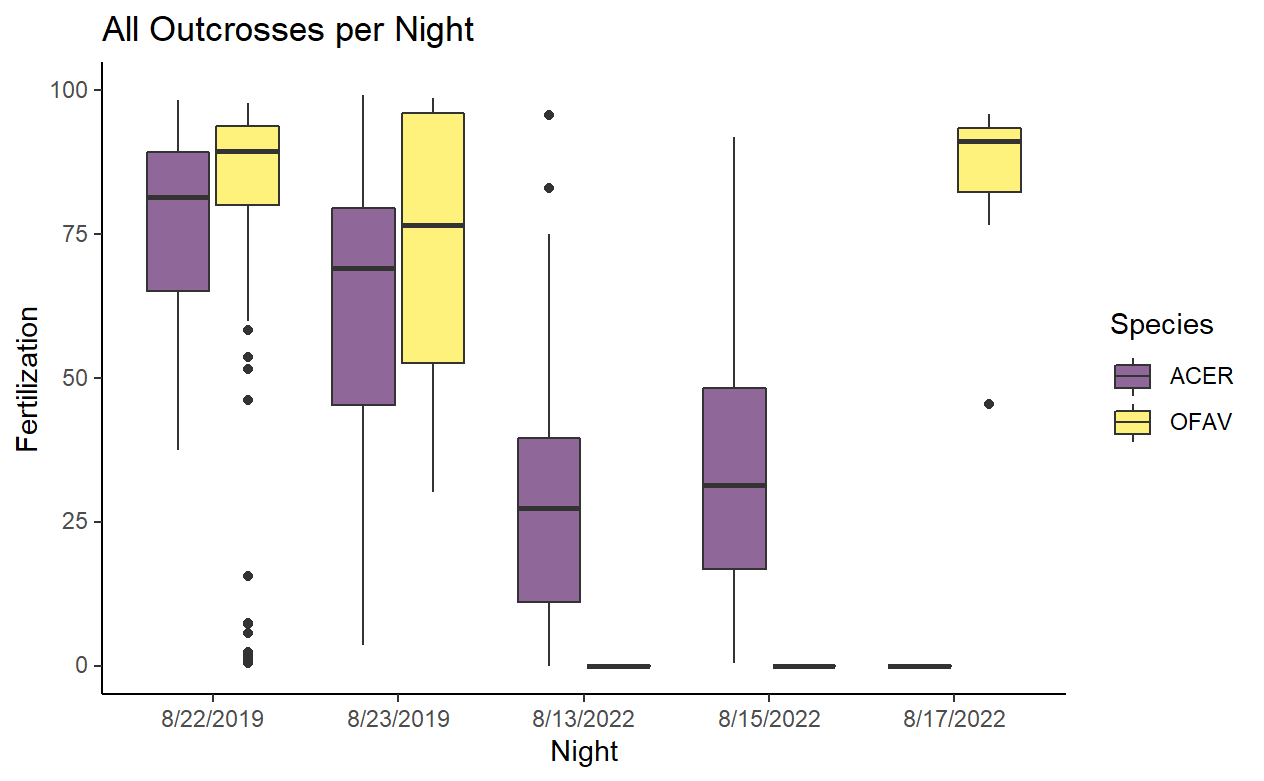 All Outcrosses per Night
100
75
50
25
0
Fertilization
8/22/2019 8/23/2019 8/13/2022 8/15/2022 8/17/2022
Night
Species
ACER
OFAV